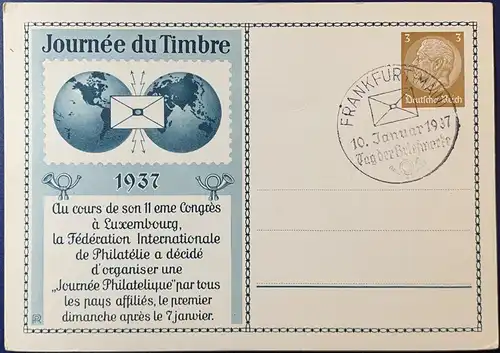 Journée du Timbre
1937
Au cours de son 11 eme Congrès
à Luxembourg,
la Fédération Internationale
de Philatélie a décidé
d'organiser une
„Journée Philatelique" par tous
les pays affiliés, le premier
dimanche après le 7 janvier.
3 3
Deutsches Reich
FRANKFURT
10. Januar 1937
Tag der Briefmarke